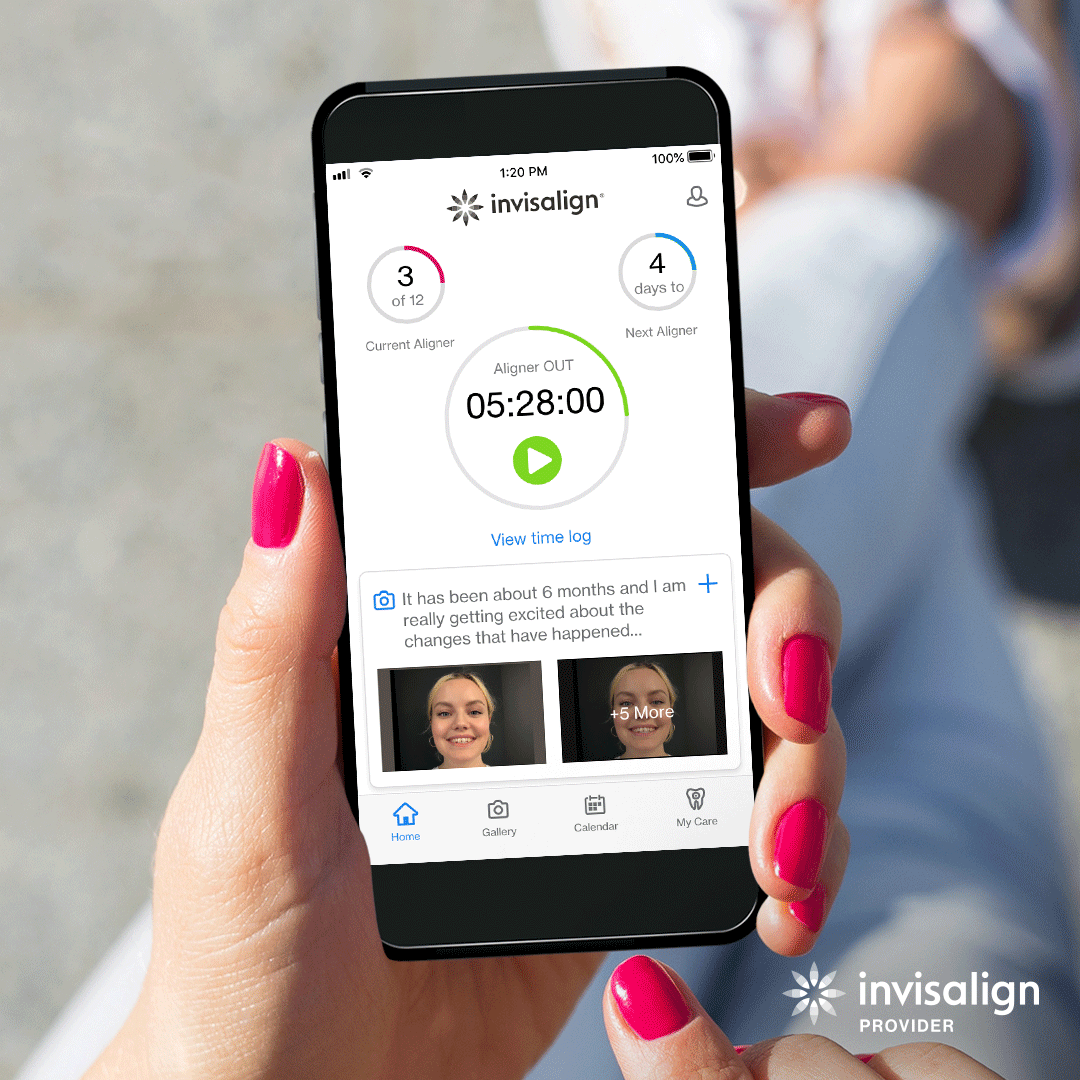 100%
1:20 PM
invisalign®
3
of 12
Current Aligner
4
days to
Next Aligner
Aligner OUT
05:28:00
View time log
It has been about 6 months and I am
really getting excited about the
changes that have happened...
+5 More
Home
Gallery
Calendar
My Care
invisalign
PROVIDER